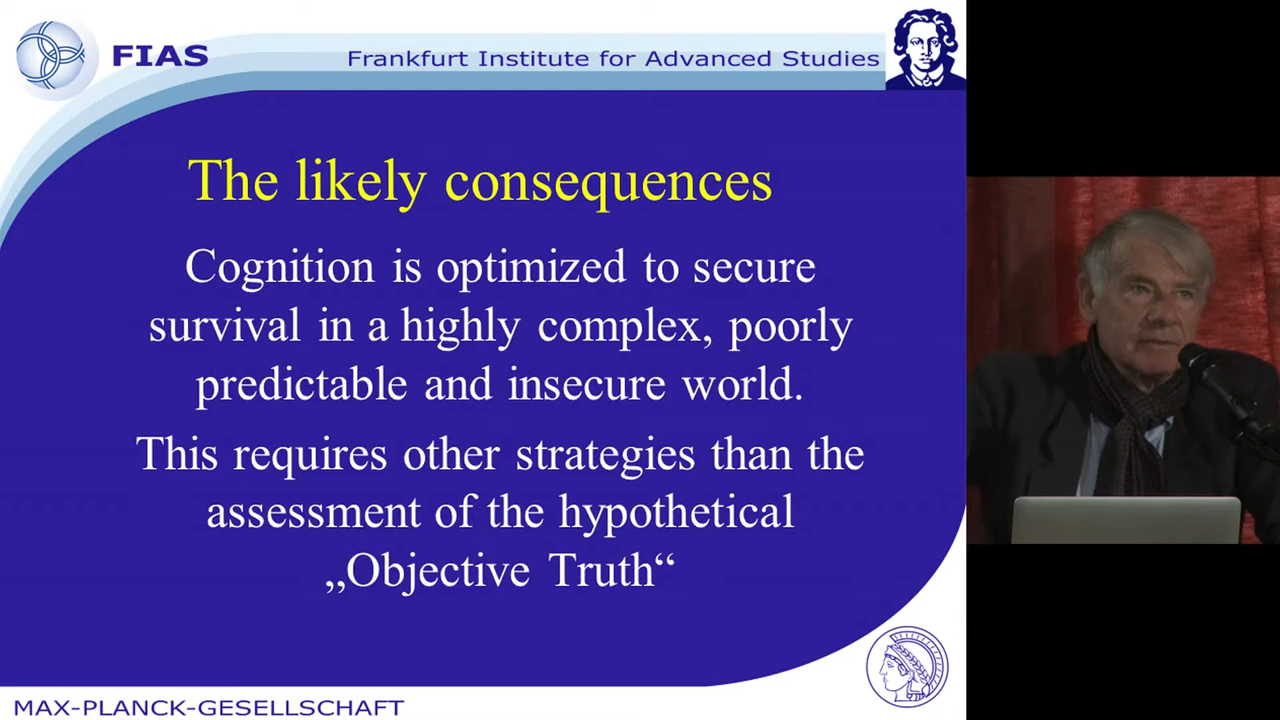 FIAS
Frankfurt Institute for Advanced Studies
The likely consequences
Cognition is optimized to secure
survival in a highly complex, poorly
predictable and insecure world.
This requires other strategies than the
assessment of the hypothetical
„Objective Truth“
MAX-PLANCK-GESELLSCHAFT